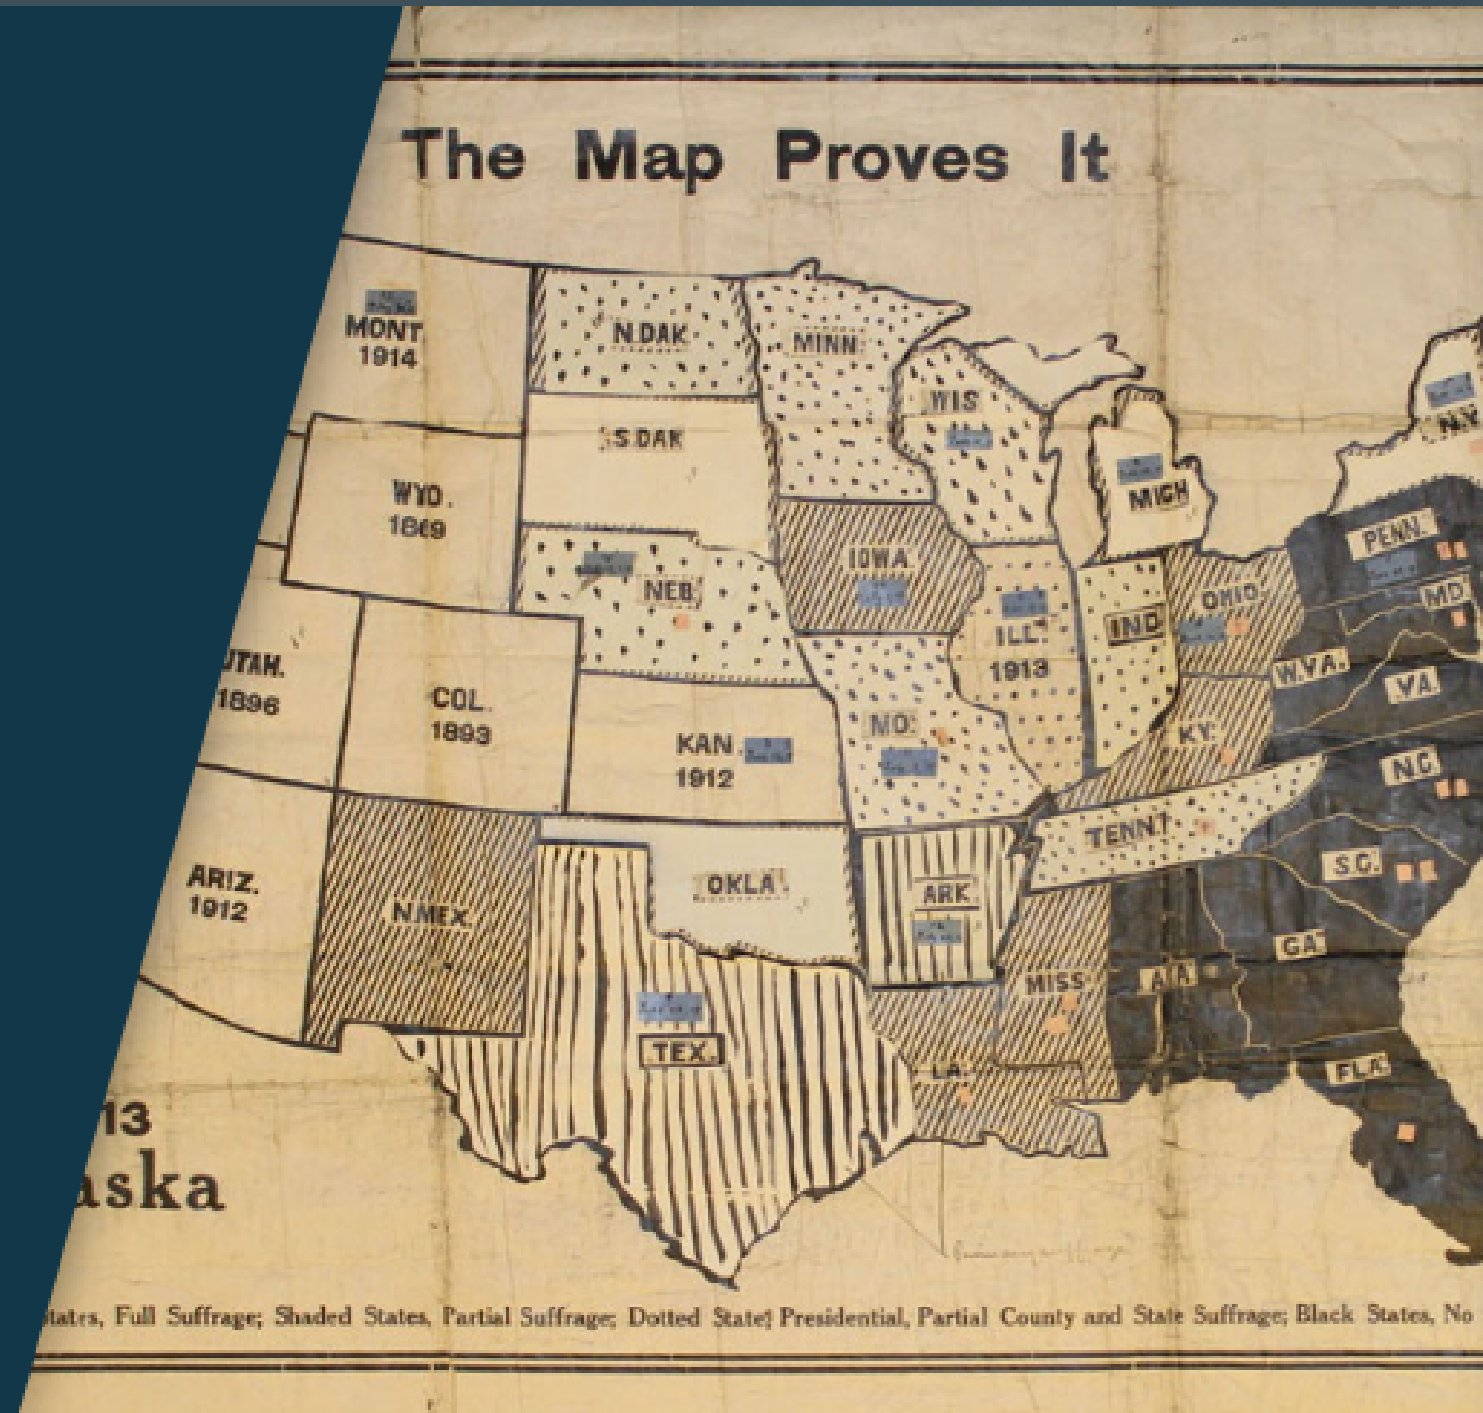 The Map Proves It
MONT.
1914
N.DAK.
MINN.
WIS.
S.DAK.
WYO.
1869
MICH.
N.Y.
PENN.
NEB.
IOWA.
ILL.
1913
IND.
OHIO.
MD.
W.VA.
VA.
UTAH.
1896
COL.
1893
KAN.
1912
MO.
KY.
N.C.
TENN.
ARIZ.
1912
N.MEX.
OKLA.
ARK.
S.C.
TEX.
MISS.
ALA.
GA.
LA.
FLA.
13
aska
tates, Full Suffrage; Shaded States, Partial Suffrage; Dotted States Presidential, Partial County and State Suffrage; Black States, No